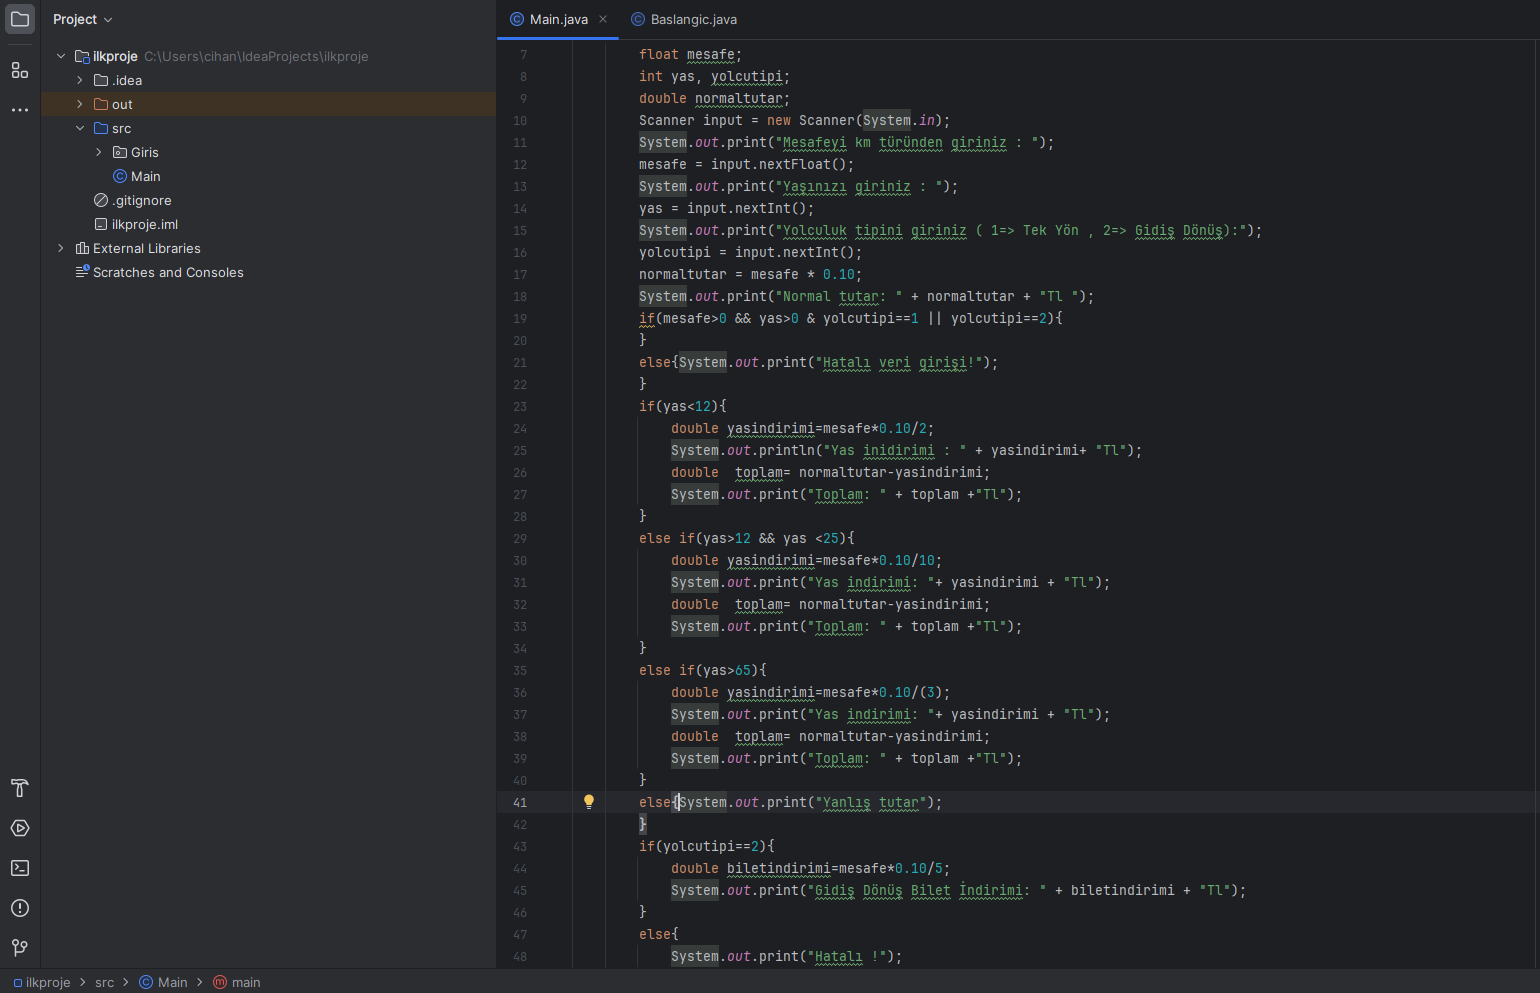 Project
Main.java
Baslangic.java
ilkproje C:\Users\cihan\IdeaProjects\ilkproje
.idea
out
src
Giris
Main
.gitignore
ilkproje.iml
External Libraries
Scratches and Consoles
7 float mesafe;
8 int yas, yolcutipi;
9 double normaltutar;
10 Scanner input = new Scanner(System.in);
11 System.out.print("Mesafeyi km türünden giriniz : ");
12 mesafe = input.nextFloat();
13 System.out.print("Yaşınızı giriniz : ");
14 yas = input.nextInt();
15 System.out.print("Yolculuk tipini giriniz ( 1=> Tek Yön , 2=> Gidiş Dönüş):");
16 yolcutipi = input.nextInt();
17 normaltutar = mesafe * 0.10;
18 System.out.print("Normal tutar: " + normaltutar + "Tl ");
19 if(mesafe>0 && yas>0 & yolcutipi==1 || yolcutipi==2){
20 }
21 else{System.out.print("Hatalı veri girişi!");
22 }
23 if(yas<12){
24 double yasindirimi=mesafe*0.10/2;
25 System.out.println("Yas inidirimi : " + yasindirimi+ "Tl");
26 double  toplam= normaltutar-yasindirimi;
27 System.out.print("Toplam: " + toplam +"Tl");
28 }
29 else if(yas>12 && yas <25){
30 double yasindirimi=mesafe*0.10/10;
31 System.out.print("Yas indirimi: "+ yasindirimi + "Tl");
32 double  toplam= normaltutar-yasindirimi;
33 System.out.print("Toplam: " + toplam +"Tl");
34 }
35 else if(yas>65){
36 double yasindirimi=mesafe*0.10/(3);
37 System.out.print("Yas indirimi: "+ yasindirimi + "Tl");
38 double  toplam= normaltutar-yasindirimi;
39 System.out.print("Toplam: " + toplam +"Tl");
40 }
41 else{System.out.print("Yanlış tutar");
42 }
43 if(yolcutipi==2){
44 double biletindirimi=mesafe*0.10/5;
45 System.out.print("Gidiş Dönüş Bilet İndirimi: " + biletindirimi + "Tl");
46 }
47 else{
48 System.out.print("Hatalı !");
ilkproje > src > Main > main